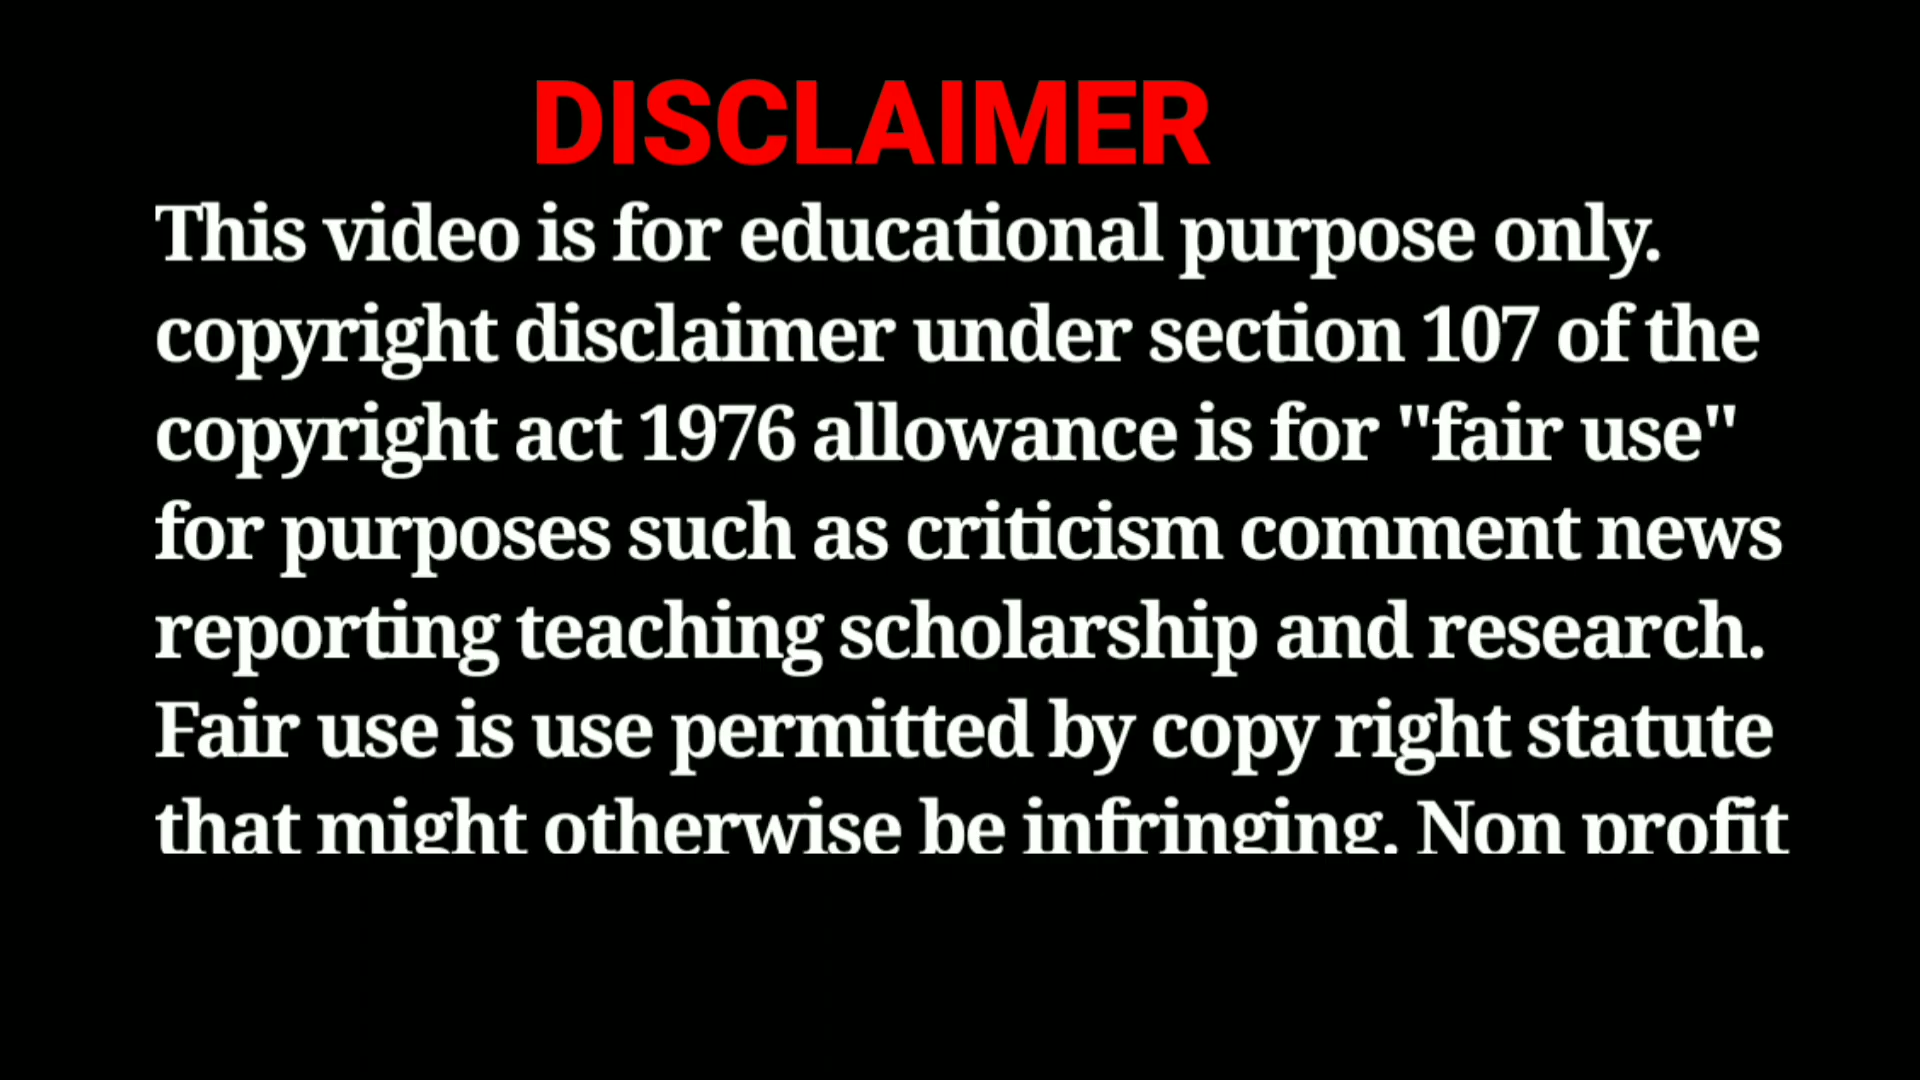 DISCLAIMER
This video is for educational purpose only.
copyright disclaimer under section 107 of the
copyright act 1976 allowance is for "fair use"
for purposes such as criticism comment news
reporting teaching scholarship and research.
Fair use is use permitted by copy right statute
that might otherwise be infringing. Non profit